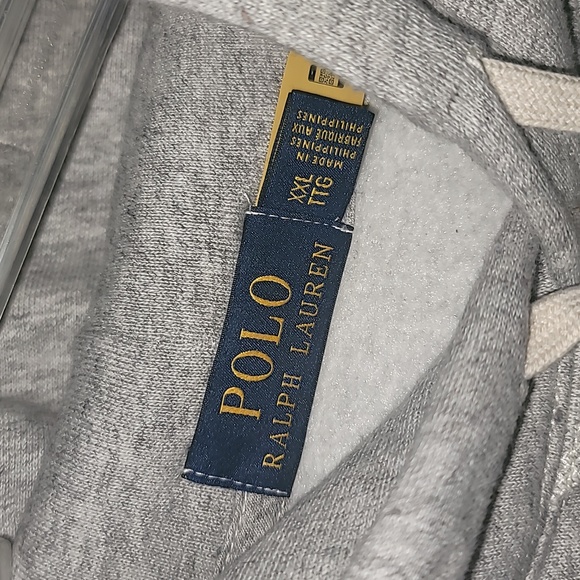 POLO
RALPH LAUREN
XXL
TTG
MADE IN
PHILIPPINES
FABRIQUÉ AUX
PHILIPPINES